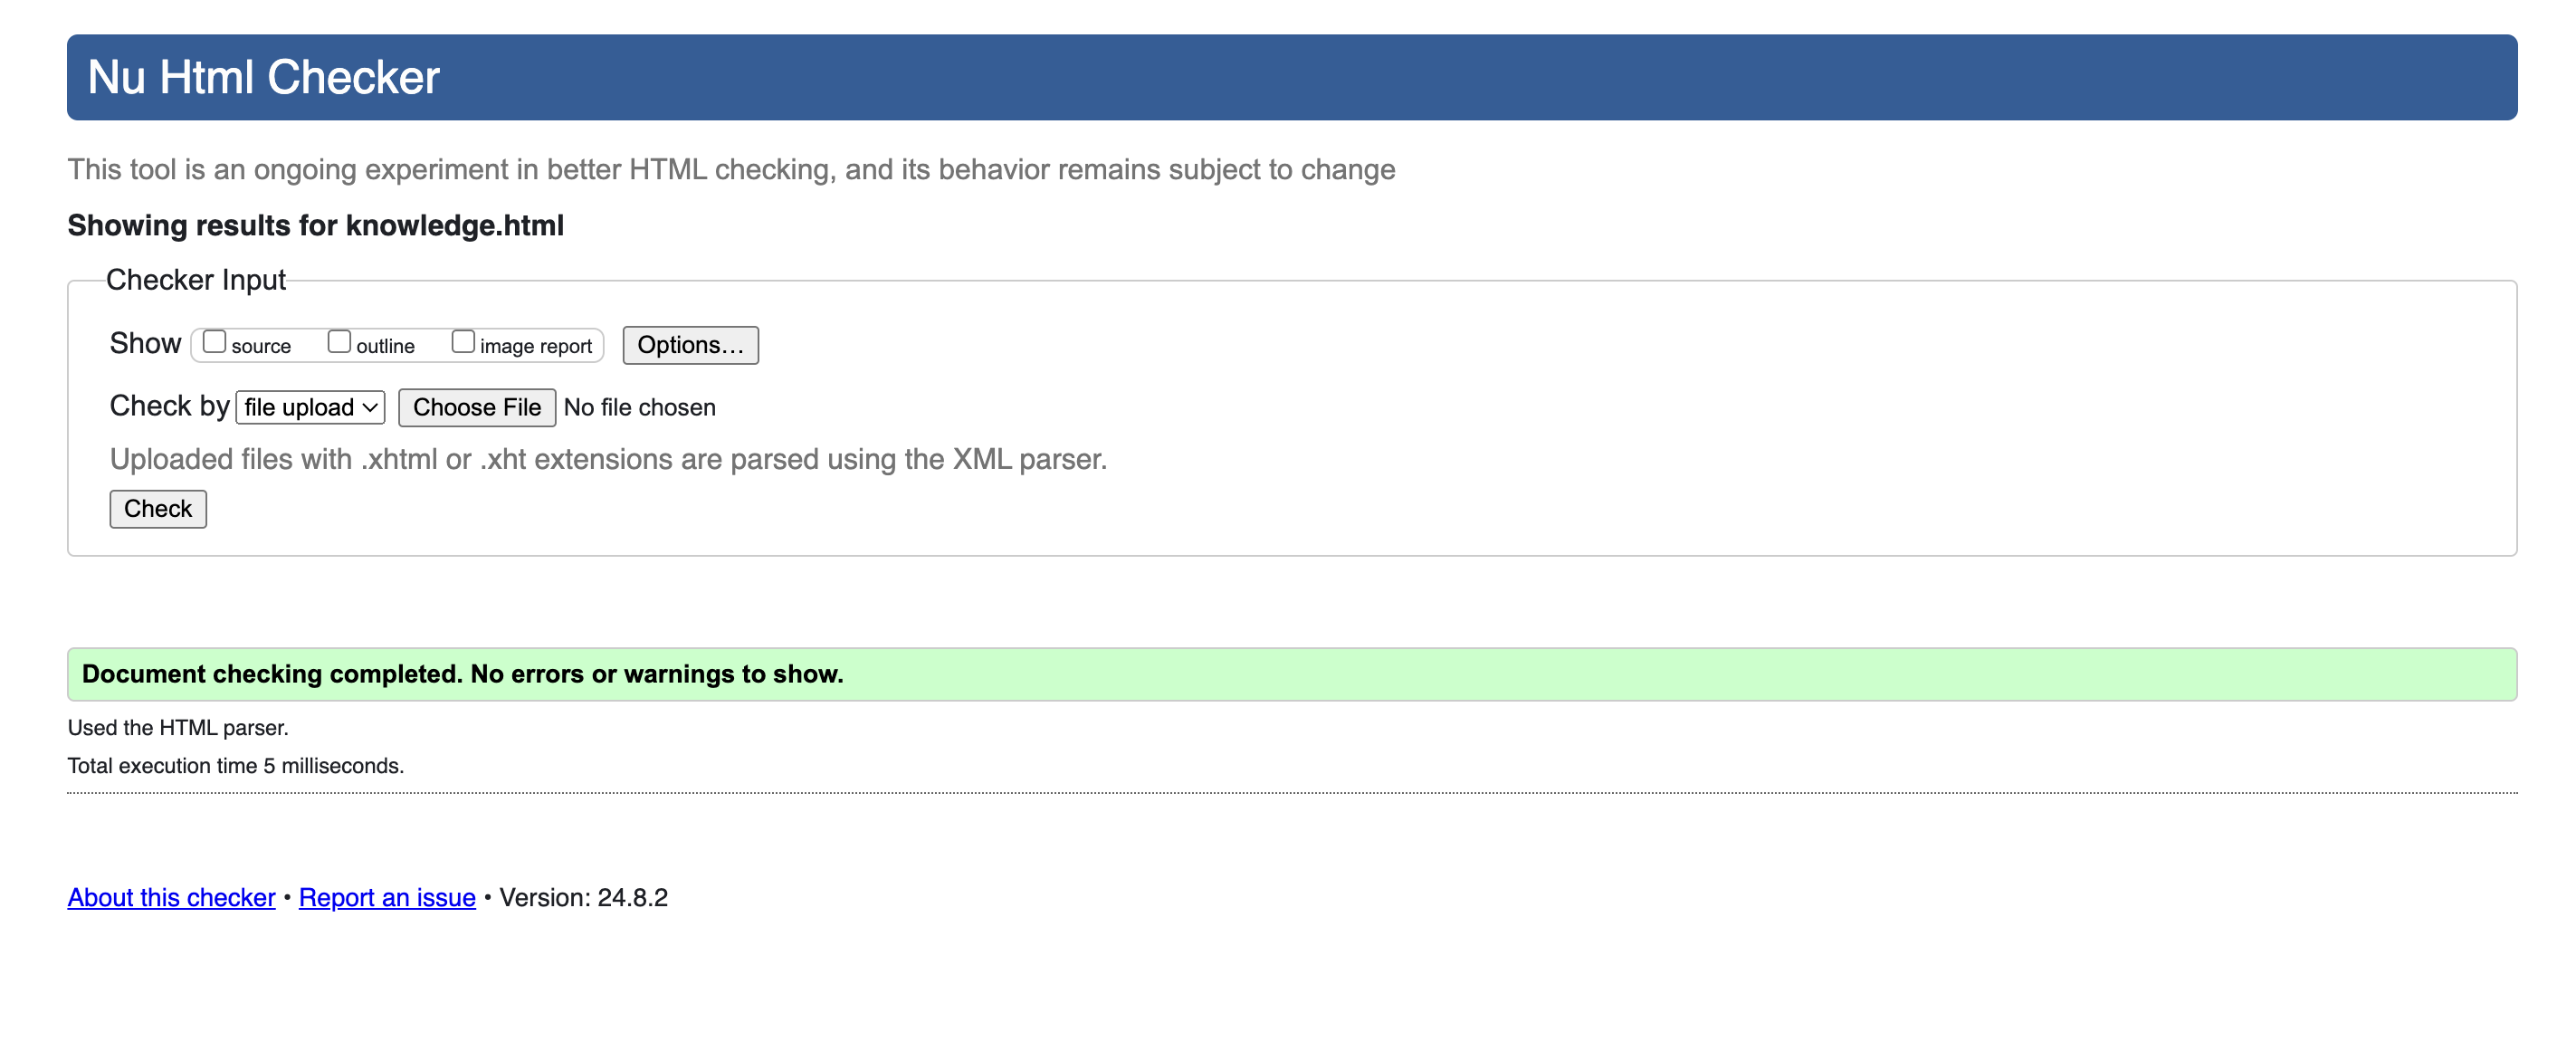 Nu Html Checker
This tool is an ongoing experiment in better HTML checking, and its behavior remains subject to change
Showing results for knowledge.html
Checker Input
Show source outline image report Options...
Check by file upload Choose File No file chosen
Uploaded files with .xhtml or .xht extensions are parsed using the XML parser.
Check
Document checking completed. No errors or warnings to show.
Used the HTML parser.
Total execution time 5 milliseconds.
About this checker • Report an issue • Version: 24.8.2